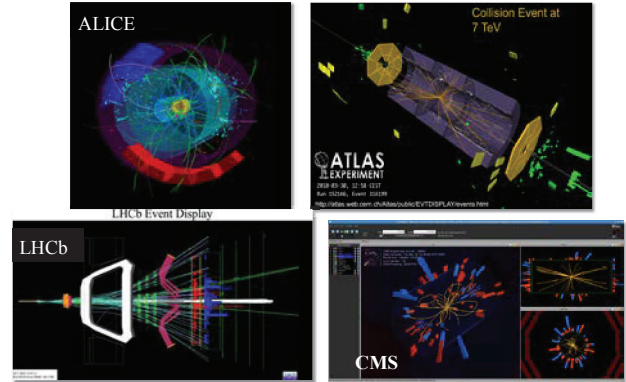 ALICE
Collision Event at
7 TeV
ATLAS
EXPERIMENT
2010-03-30, 12:58 CEST
Run 152166, Event 316199
http://atlas.web.cern.ch/Atlas/public/EVTDISPLAY/events.html
LHCb Event Display
LHCb
CMS